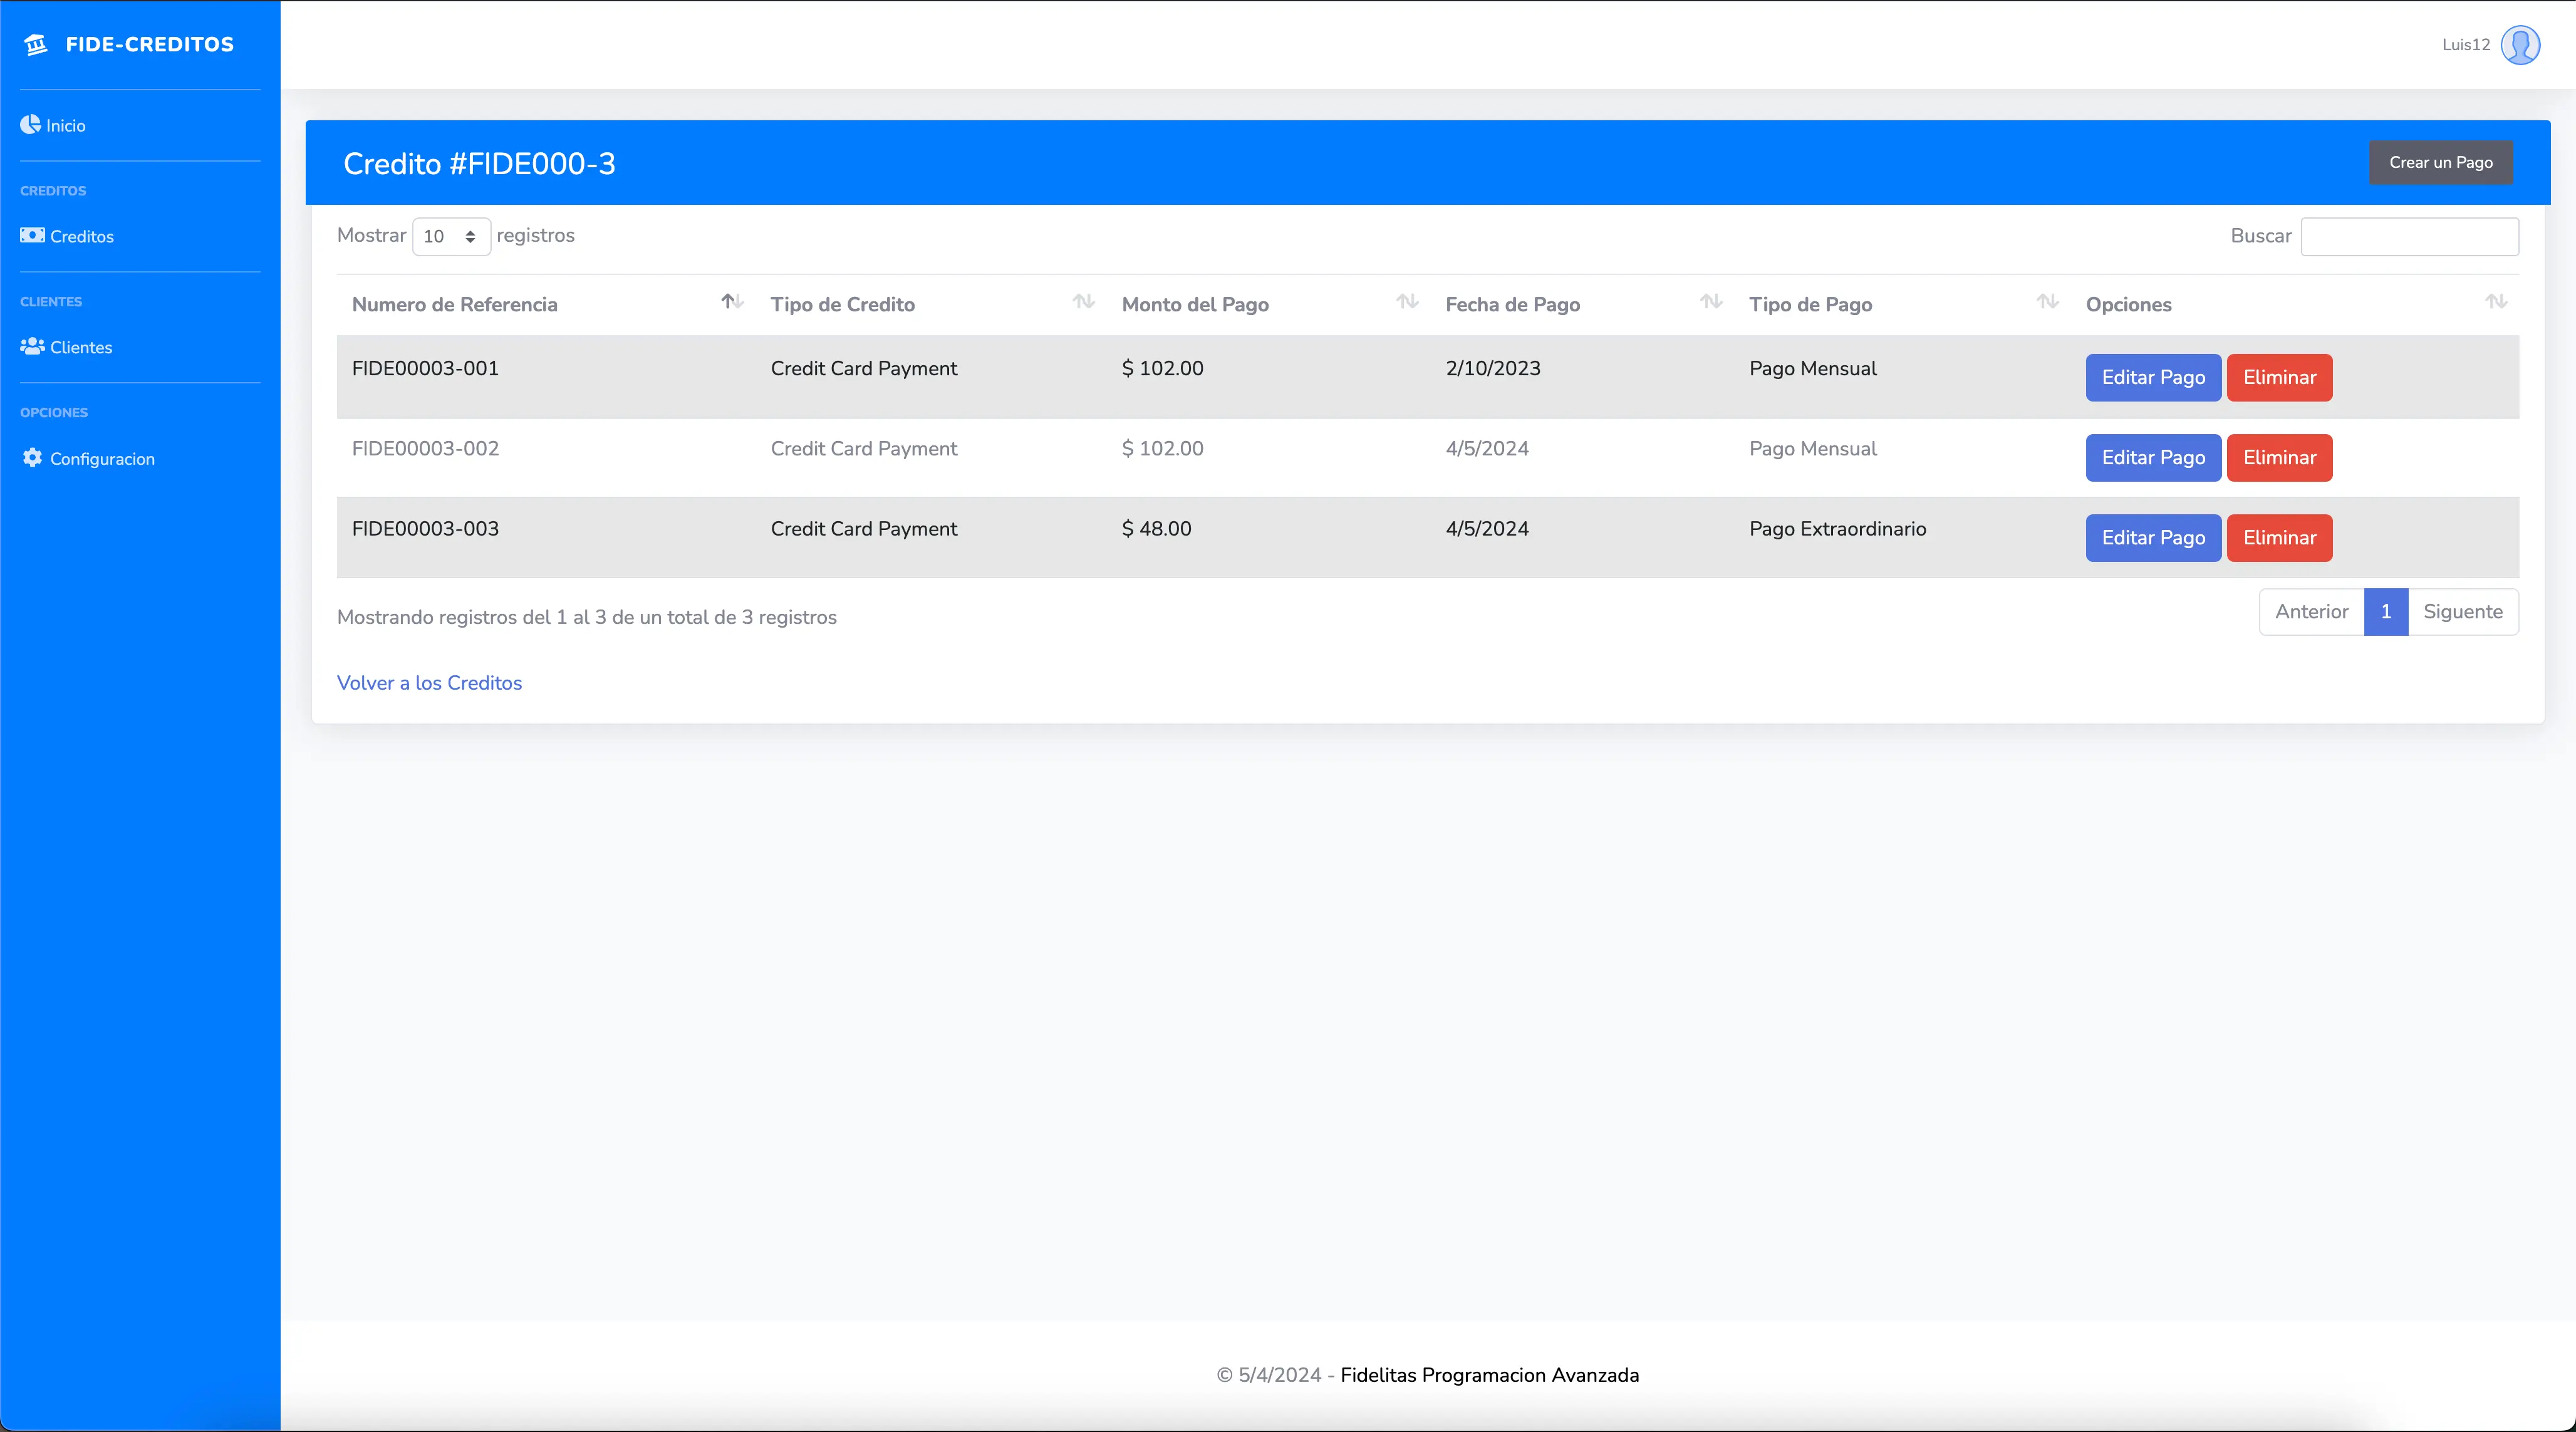 FIDE-CREDITOS
Luis12
Inicio
CREDITOS
Creditos
CLIENTES
Clientes
OPCIONES
Configuracion
Credito #FIDE000-3
Crear un Pago
Mostrar 10 registros
Buscar
Numero de Referencia Tipo de Credito Monto del Pago Fecha de Pago Tipo de Pago Opciones
FIDE00003-001 Credit Card Payment $ 102.00 2/10/2023 Pago Mensual Editar Pago Eliminar
FIDE00003-002 Credit Card Payment $ 102.00 4/5/2024 Pago Mensual Editar Pago Eliminar
FIDE00003-003 Credit Card Payment $ 48.00 4/5/2024 Pago Extraordinario Editar Pago Eliminar
Mostrando registros del 1 al 3 de un total de 3 registros
Anterior 1 Siguente
Volver a los Creditos
© 5/4/2024 - Fidelitas Programacion Avanzada